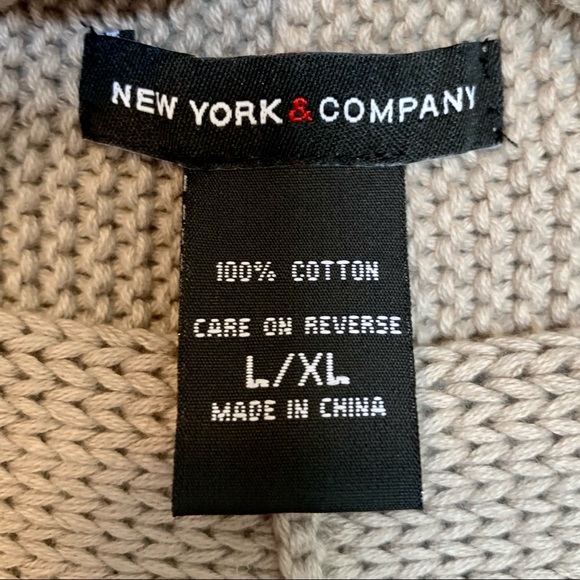 NEW YORK & COMPANY
100% COTTON
CARE ON REVERSE
L/XL
MADE IN CHINA